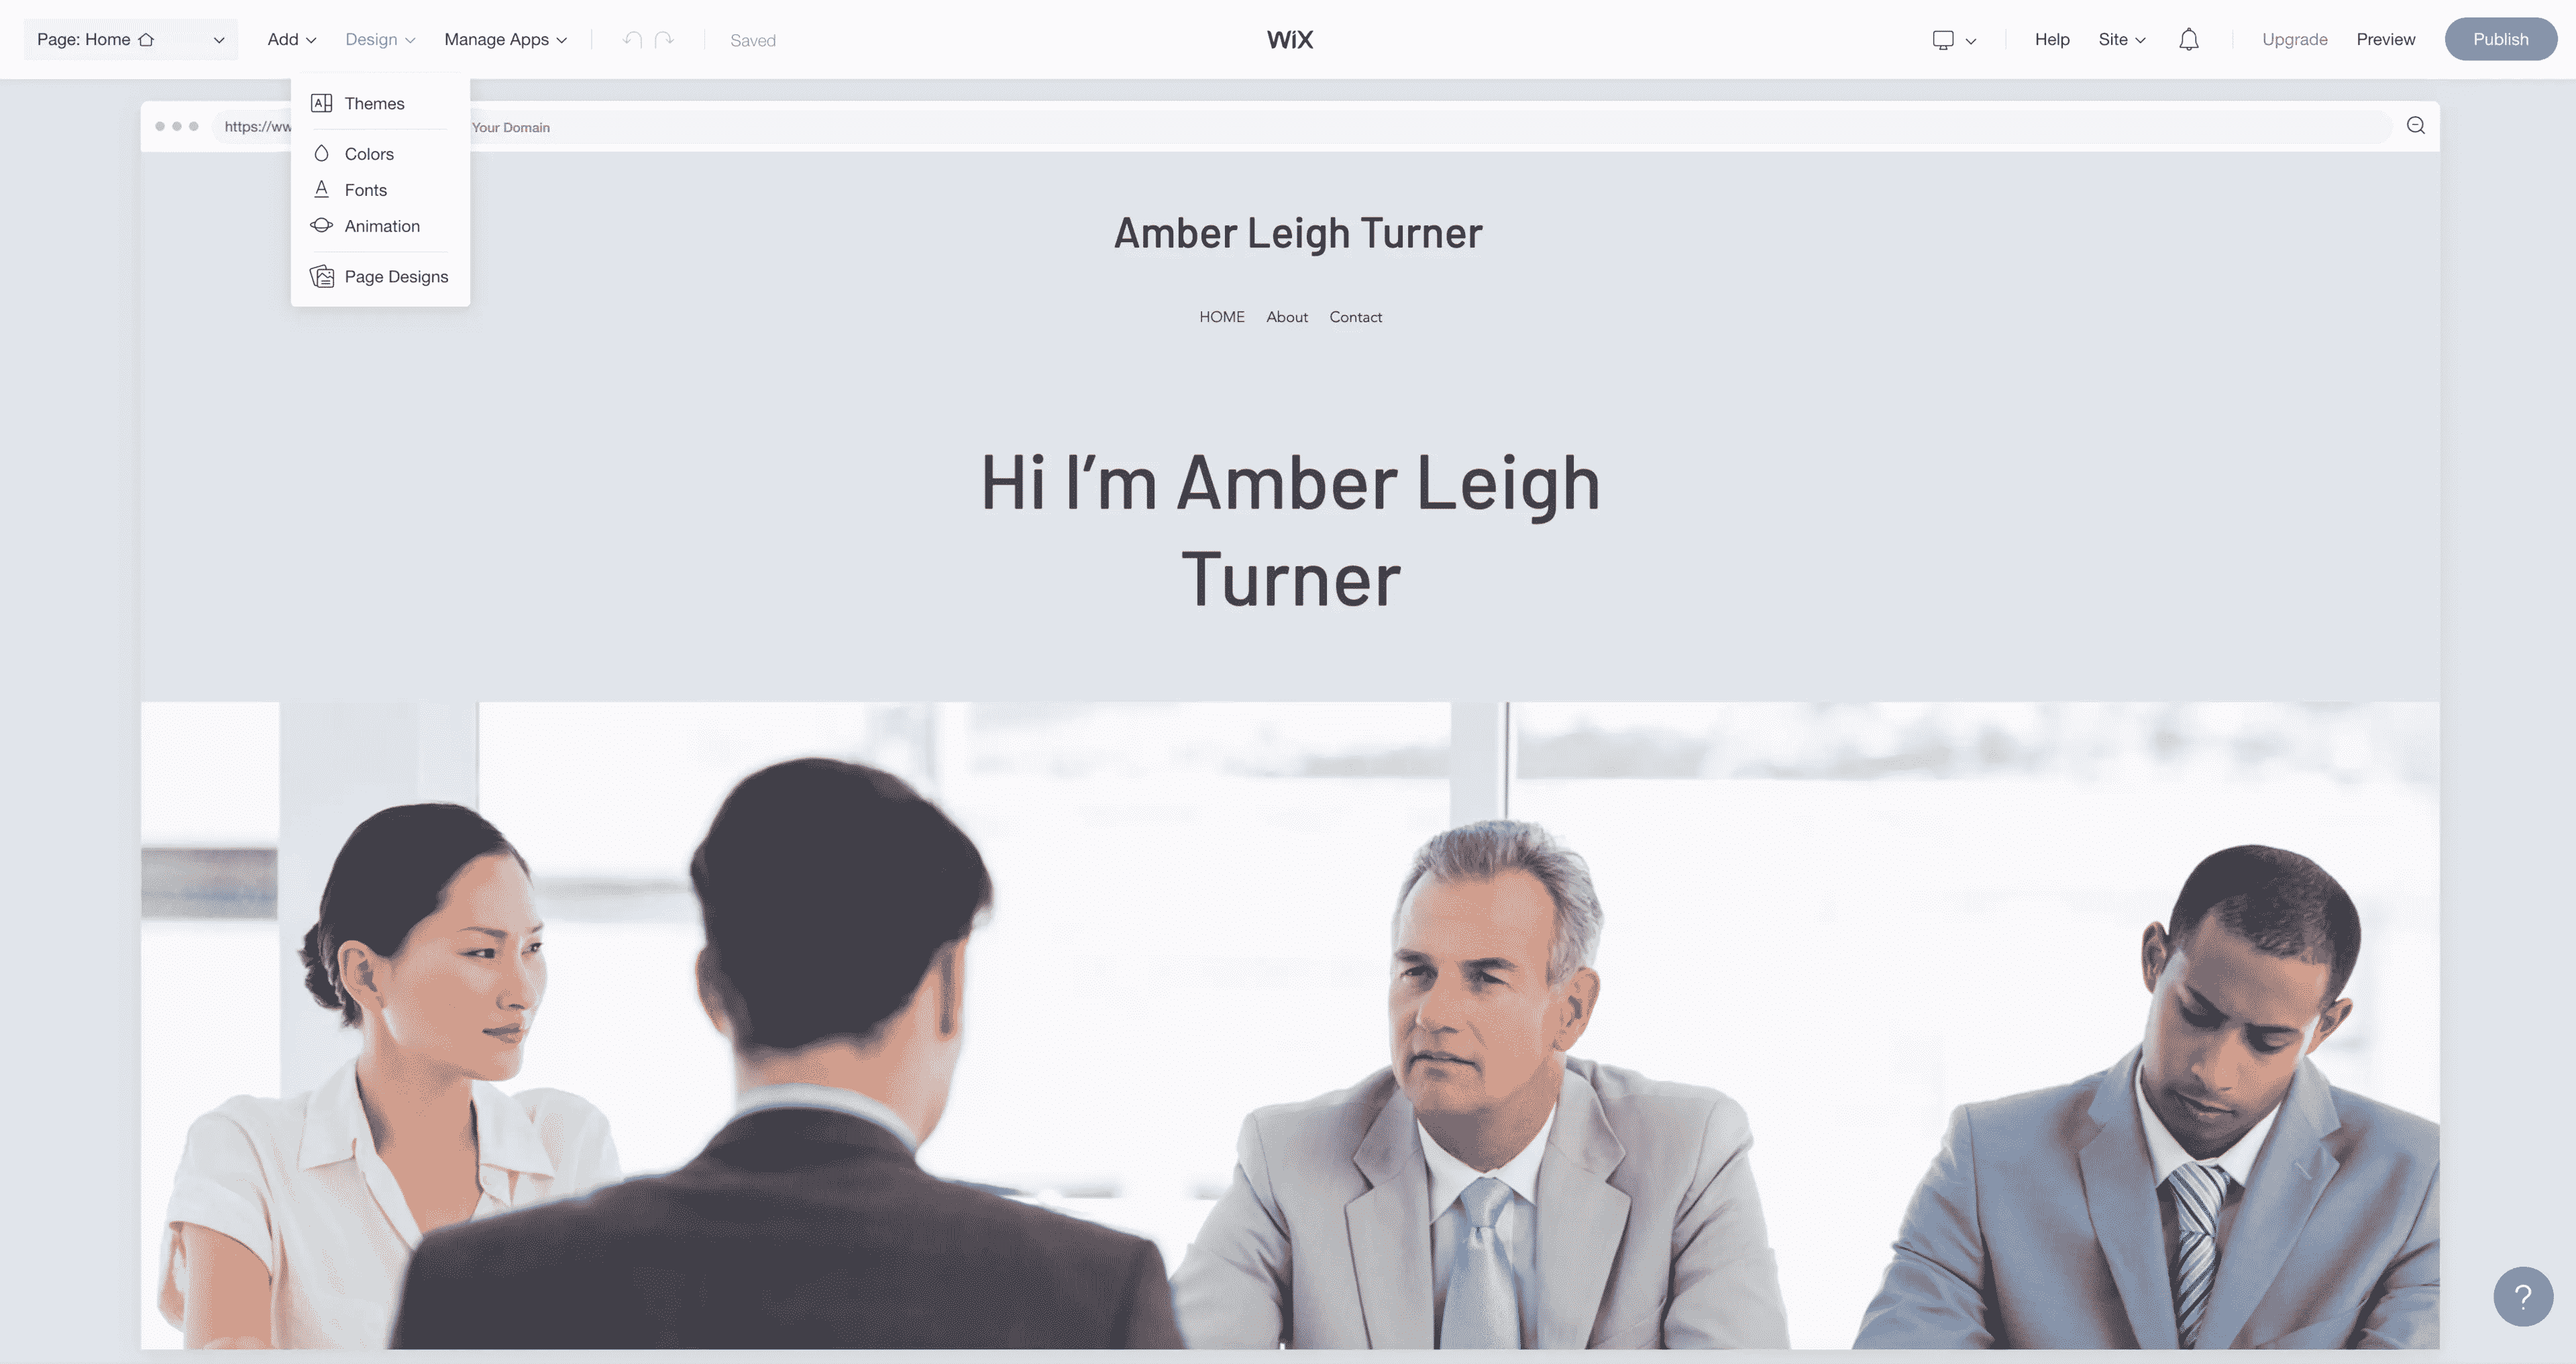 Page: Home
Add
Design
Manage Apps
Saved
WiX
Help
Site
Upgrade
Preview
Publish
Themes
Colors
Fonts
Animation
Page Designs
https://ww
Your Domain
Amber Leigh Turner
HOME About Contact
Hi I’m Amber Leigh
Turner
?